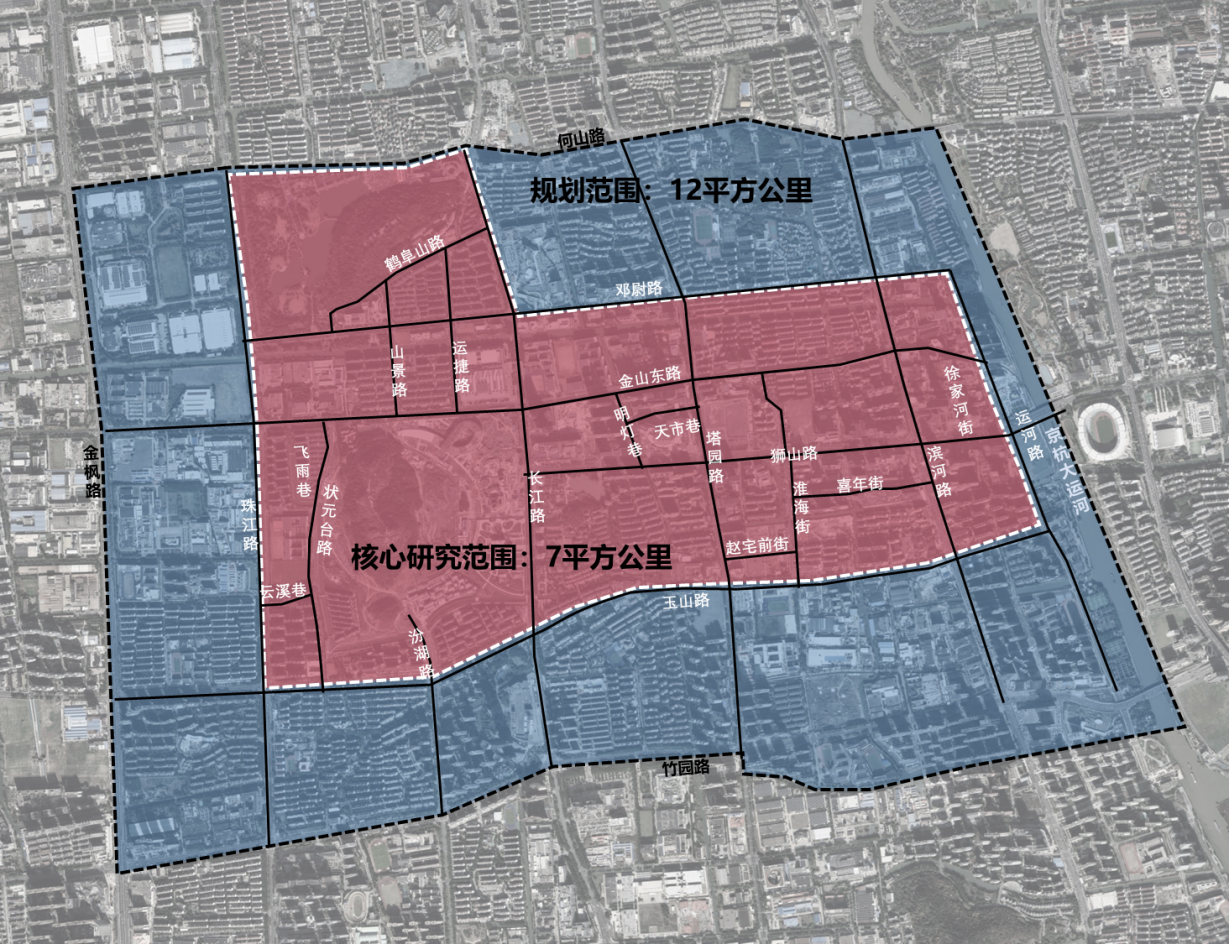 何山路
规划范围：12平方公里
鹤阜山路
邓尉路
山景路
运捷路
金山东路
徐家河街
明灯巷
天市巷
运河路
京杭大运河
金枫路
飞雨巷
塔园路
狮山路
滨河路
长江路
喜年街
淮海街
状元台路
珠江路
赵宅前街
核心研究范围：7平方公里
云溪巷
玉山路
汾湖路
竹园路